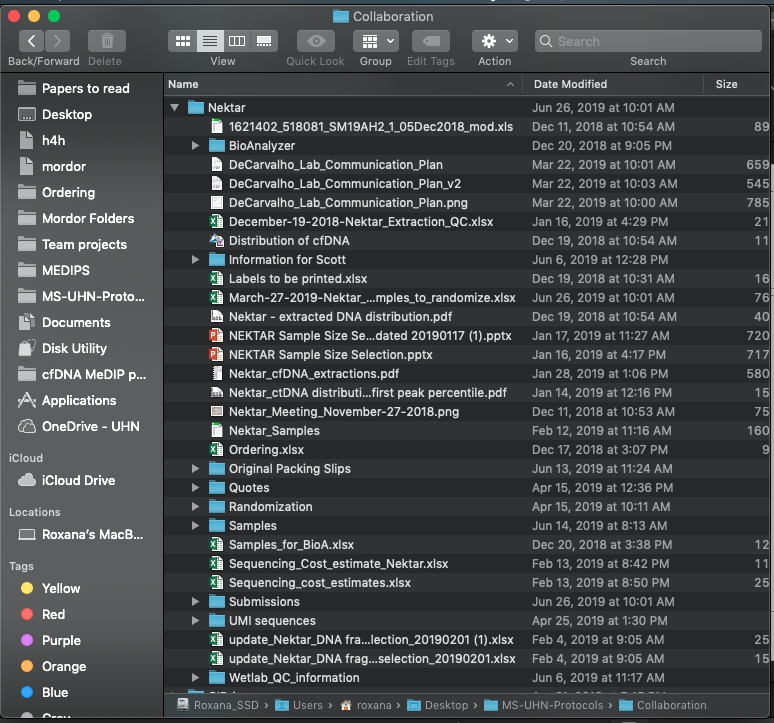 Collaboration
Back/Forward Delete View Quick Look Group Edit Tags Action Search
Search
Papers to read
Desktop
h4h
mordor
Ordering
Mordor Folders
Team projects
MEDIPS
MS-UHN-Proto...
Documents
Disk Utility
cfDNA MeDIP p...
Applications
OneDrive - UHN
iCloud
iCloud Drive
Locations
Roxana's MacB...
Tags
Yellow
Red
Purple
Orange
Blue
Gray
Name Date Modified Size
Nektar Jun 26, 2019 at 10:01 AM
1621402_518081_SM19AH2_1_05Dec2018_mod.xls Dec 11, 2018 at 10:54 AM 89
BioAnalyzer Dec 20, 2018 at 9:05 PM
DeCarvalho_Lab_Communication_Plan Mar 22, 2019 at 10:01 AM 659
DeCarvalho_Lab_Communication_Plan_v2 Mar 22, 2019 at 10:03 AM 545
DeCarvalho_Lab_Communication_Plan.png Mar 22, 2019 at 10:00 AM 785
December-19-2018-Nektar_Extraction_QC.xlsx Jan 16, 2019 at 4:29 PM 21
Distribution of cfDNA Dec 19, 2018 at 10:54 AM 11
Information for Scott Jun 6, 2019 at 12:28 PM
Labels to be printed.xlsx Dec 19, 2018 at 10:31 AM 16
March-27-2019-Nektar_...mples_to_randomize.xlsx Jun 26, 2019 at 10:01 AM 76
Nektar - extracted DNA distribution.pdf Dec 19, 2018 at 10:54 AM 40
NEKTAR Sample Size Se...dated 20190117 (1).pptx Jan 17, 2019 at 11:27 AM 720
NEKTAR Sample Size Selection.pptx Jan 16, 2019 at 4:17 PM 717
Nektar_cfDNA_extractions.pdf Jan 28, 2019 at 1:06 PM 580
Nektar_ctDNA distributi...first peak percentile.pdf Jan 14, 2019 at 12:16 PM 15
Nektar_Meeting_November-27-2018.png Dec 11, 2018 at 10:53 AM 75
Nektar_Samples Feb 12, 2019 at 11:16 AM 160
Ordering.xlsx Dec 17, 2018 at 3:07 PM 9
Original Packing Slips Jun 13, 2019 at 11:24 AM
Quotes Apr 15, 2019 at 12:36 PM
Randomization Apr 15, 2019 at 10:11 AM
Samples Jun 14, 2019 at 8:13 AM
Samples_for_BioA.xlsx Dec 20, 2018 at 3:38 PM 12
Sequencing_Cost_estimate_Nektar.xlsx Feb 13, 2019 at 8:42 PM 11
Sequencing_cost_estimates.xlsx Feb 13, 2019 at 8:50 PM 25
Submissions Jun 26, 2019 at 10:01 AM
UMI sequences Apr 25, 2019 at 1:30 PM
update_Nektar_DNA fra...lection_20190201 (1).xlsx Feb 4, 2019 at 9:05 AM 25
update_Nektar_DNA frag...selection_20190201.xlsx Feb 4, 2019 at 9:05 AM 15
Wetlab_QC_information Jun 6, 2019 at 11:17 AM
Roxana_SSD › Users › roxana › Desktop › MS-UHN-Protocols › Collaboration